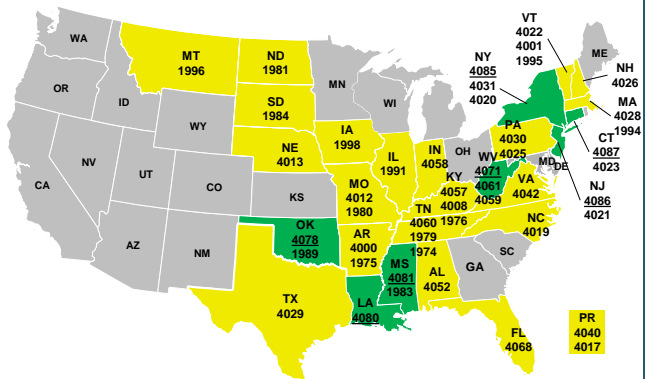 WA
OR
CA
ID
NV
AZ
UT
MT
1996
WY
CO
NM
ND
1981
SD
1984
NE
4013
KS
OK
4078
1989
TX
4029
MN
IA
1998
MO
4012
1980
AR
4000
1975
LA
4080
WI
IL
1991
MS
4081
1983
IN
4058
KY
4057
4008
1976
TN
4060
1979
1974
AL
4052
OH
WV
4071
4061
4059
GA
FL
4068
SC
NC
4019
VA
4042
PA
4030
4025
MD
DE
NY
4085
4031
4020
VT
4022
4001
1995
ME
NH
4026
MA
4028
1994
CT
4087
4023
NJ
4086
4021
PR
4040
4017